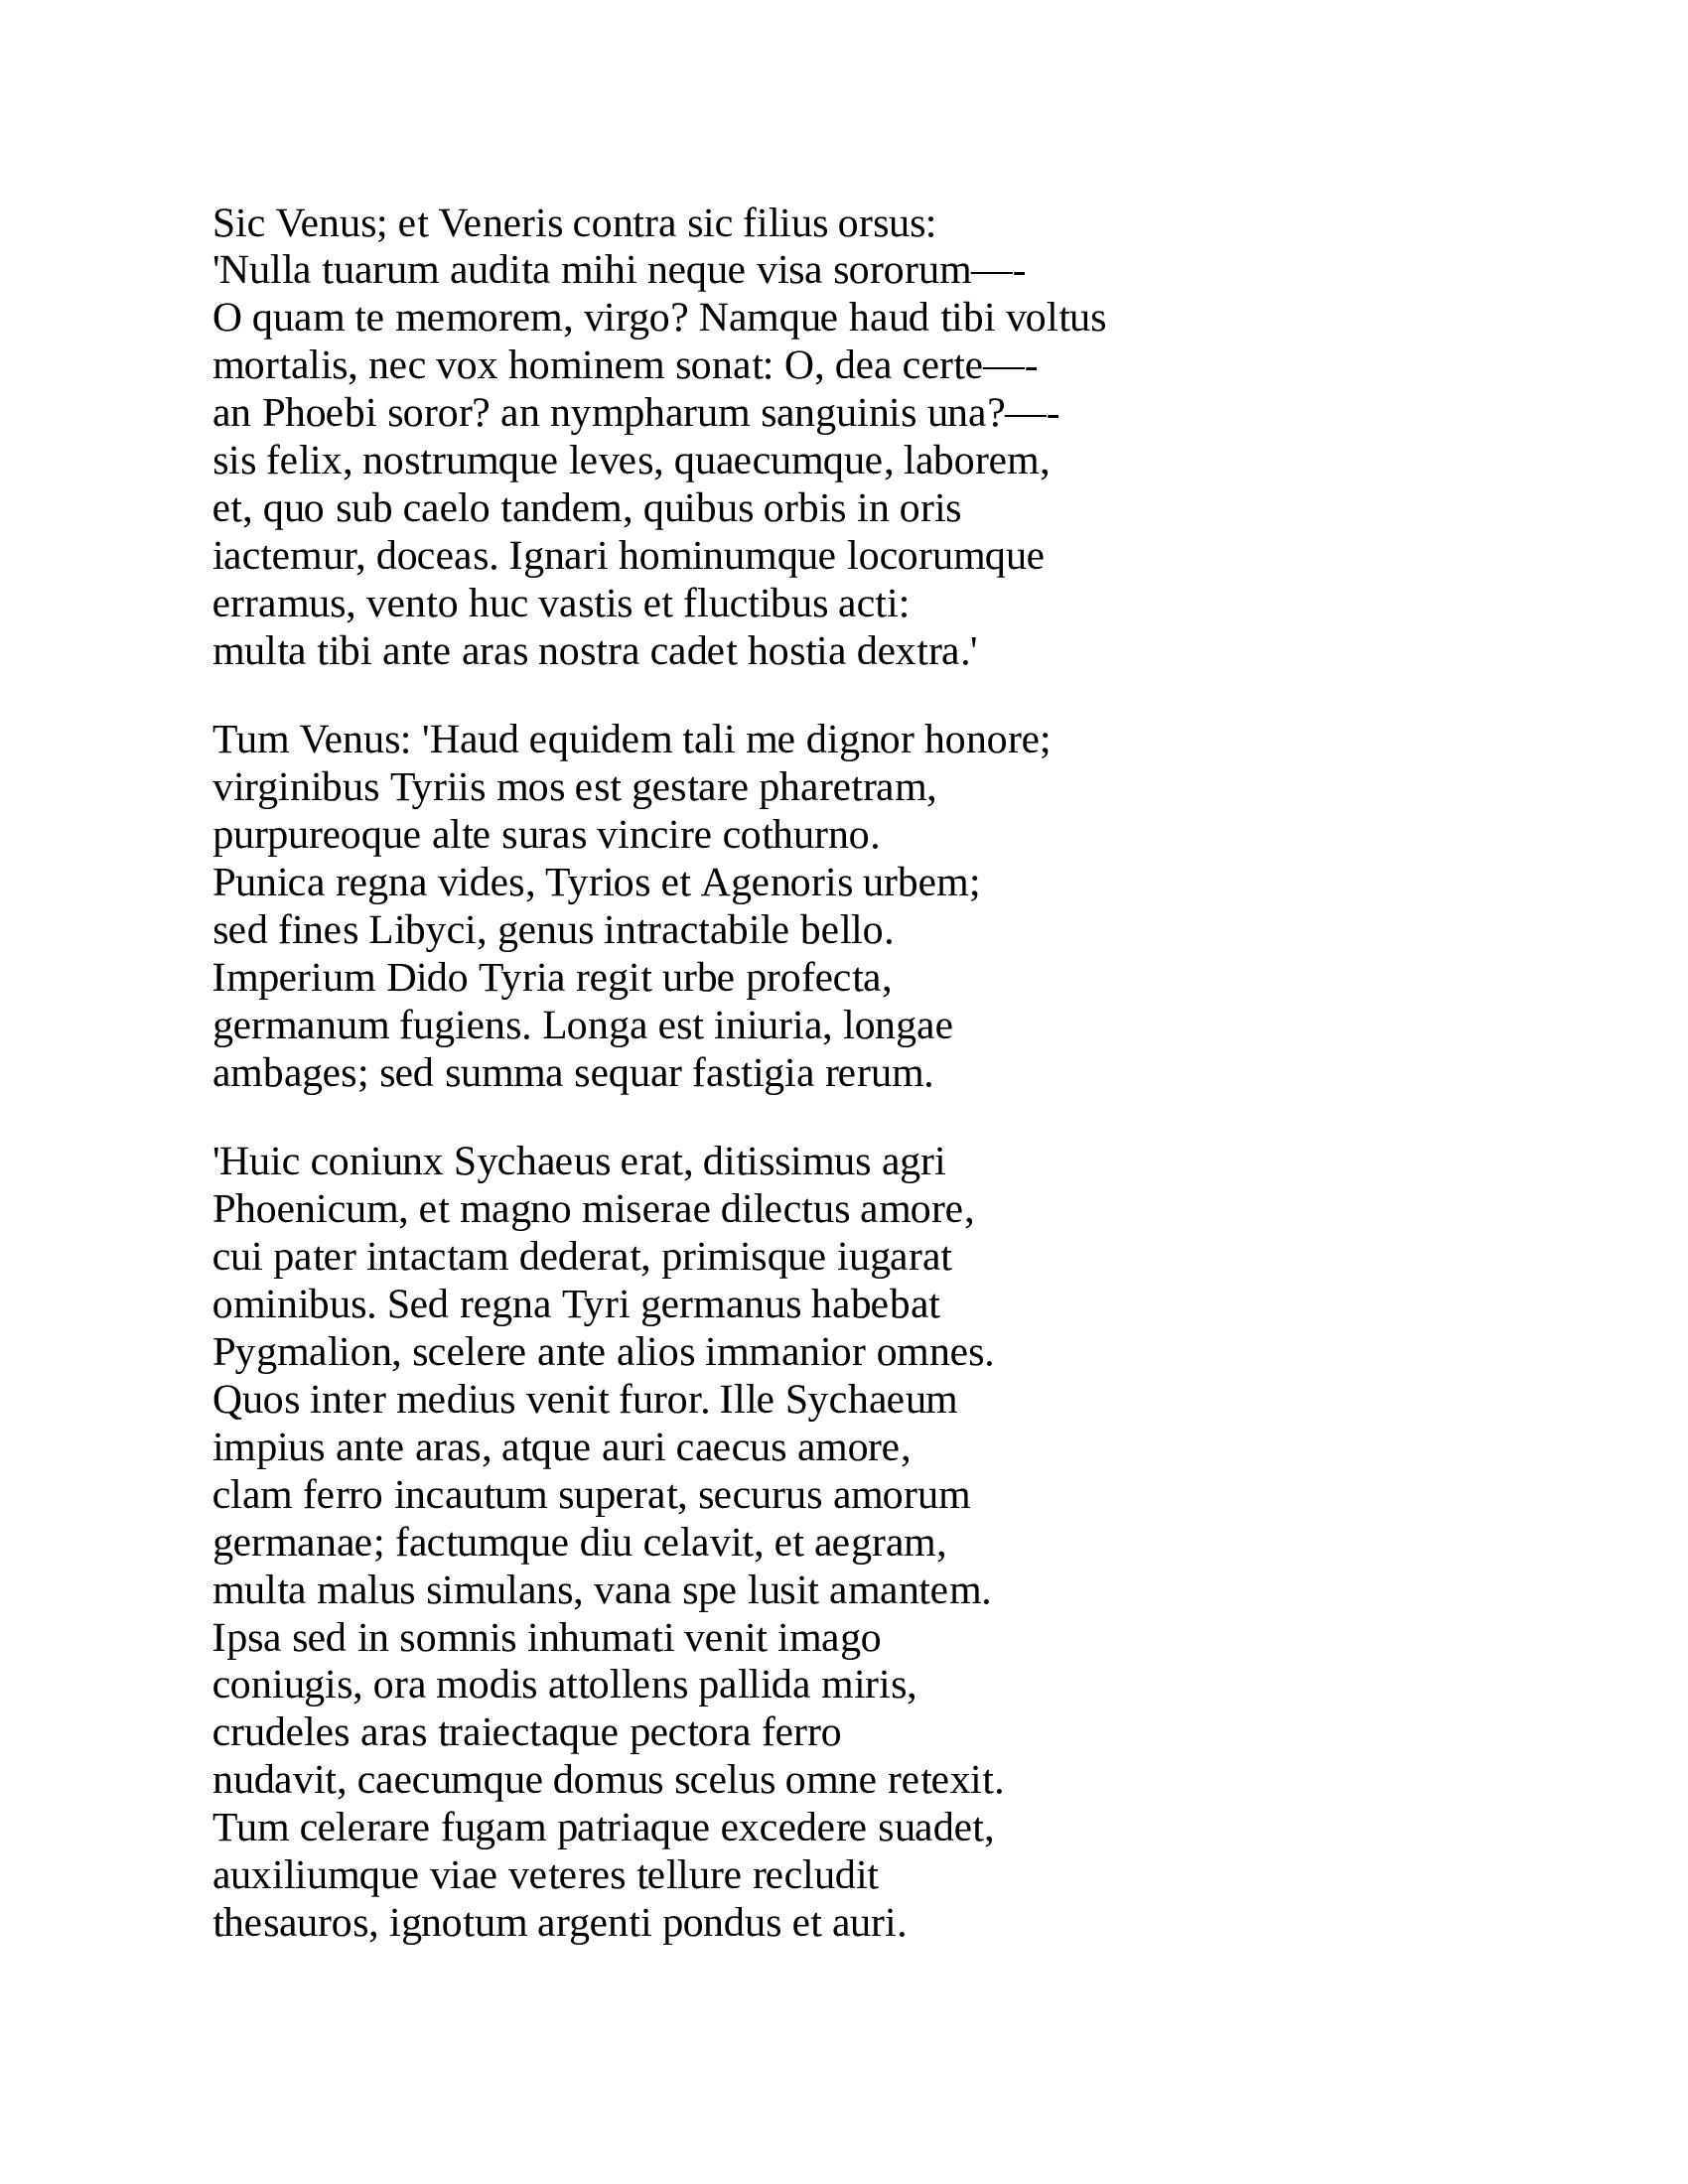 Sic Venus; et Veneris contra sic filius orsus:
'Nulla tuarum audita mihi neque visa sororum—-
O quam te memorem, virgo? Namque haud tibi voltus
mortalis, nec vox hominem sonat: O, dea certe—-
an Phoebi soror? an nympharum sanguinis una?—-
sis felix, nostrumque leves, quaecumque, laborem,
et, quo sub caelo tandem, quibus orbis in oris
iactemur, doceas. Ignari hominumque locorumque
erramus, vento huc vastis et fluctibus acti:
multa tibi ante aras nostra cadet hostia dextra.'

Tum Venus: 'Haud equidem tali me dignor honore;
virginibus Tyriis mos est gestare pharetram,
purpureoque alte suras vincire cothurno.
Punica regna vides, Tyrios et Agenoris urbem;
sed fines Libyci, genus intractabile bello.
Imperium Dido Tyria regit urbe profecta,
germanum fugiens. Longa est iniuria, longae
ambages; sed summa sequar fastigia rerum.

'Huic coniunx Sychaeus erat, ditissimus agri
Phoenicum, et magno miserae dilectus amore,
cui pater intactam dederat, primisque iugarat
ominibus. Sed regna Tyri germanus habebat
Pygmalion, scelere ante alios immanior omnes.
Quos inter medius venit furor. Ille Sychaeum
impius ante aras, atque auri caecus amore,
clam ferro incautum superat, securus amorum
germanae; factumque diu celavit, et aegram,
multa malus simulans, vana spe lusit amantem.
Ipsa sed in somnis inhumati venit imago
coniugis, ora modis attollens pallida miris,
crudeles aras traiectaque pectora ferro
nudavit, caecumque domus scelus omne retexit.
Tum celerare fugam patriaque excedere suadet,
auxiliumque viae veteres tellure recludit
thesauros, ignotum argenti pondus et auri.